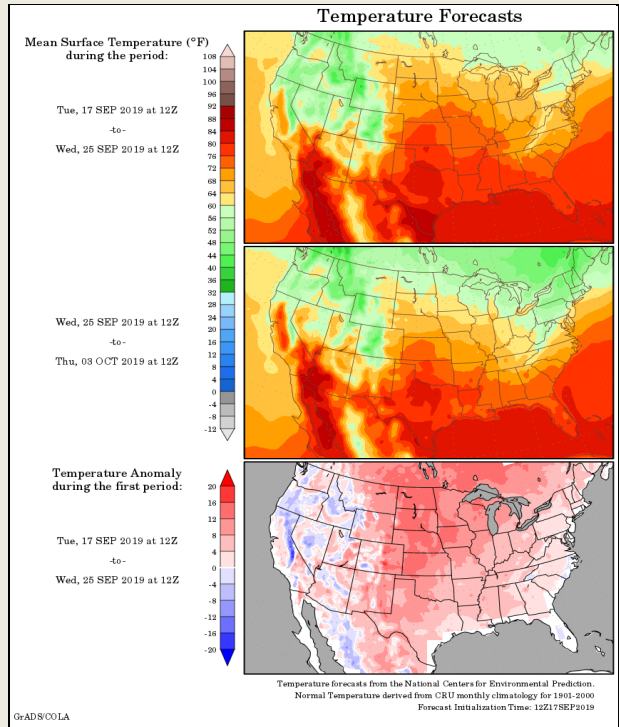 Temperature Forecasts
Mean Surface Temperature (°F)
during the period:
Tue, 17 SEP 2019 at 12Z
-to-
Wed, 25 SEP 2019 at 12Z
108
104
100
96
92
88
84
80
76
72
68
64
60
56
52
48
44
40
36
32
28
24
20
16
12
8
4
0
-4
-8
-12
Wed, 25 SEP 2019 at 12Z
-to-
Thu, 03 OCT 2019 at 12Z
Temperature Anomaly
during the first period:
Tue, 17 SEP 2019 at 12Z
-to-
Wed, 25 SEP 2019 at 12Z
20
16
12
8
4
0
-4
-8
-12
-16
-20
Temperature forecasts from the National Centers for Environmental Prediction.
Normal Temperature derived from CRU monthly climatology for 1901-2000
Forecast Initialization Time: 12Z17SEP2019
GrADS/COLA